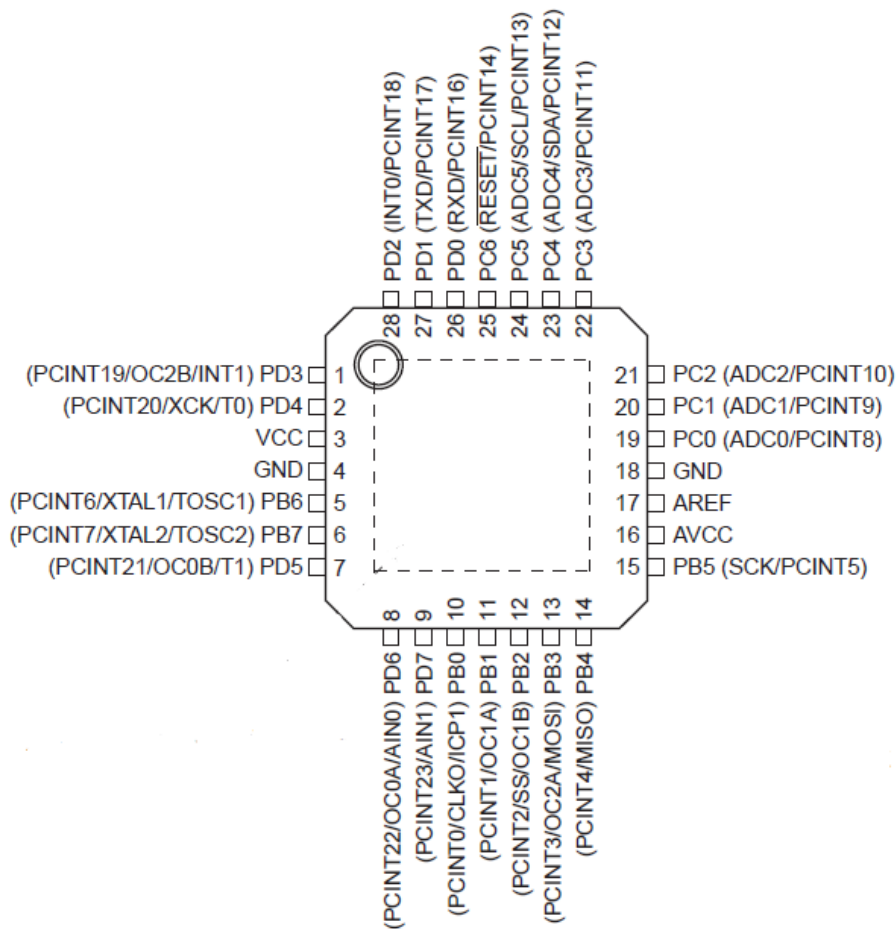 PD2 (INT0/PCINT18)
PD1 (TXD/PCINT17)
PD0 (RXD/PCINT16)
PC6 (RESET/PCINT14)
PC5 (ADC5/SCL/PCINT13)
PC4 (ADC4/SDA/PCINT12)
PC3 (ADC3/PCINT11)
28 27 26 25 24 23 22
(PCINT19/OC2B/INT1) PD3 1
(PCINT20/XCK/T0) PD4 2
VCC 3
GND 4
(PCINT6/XTAL1/TOSC1) PB6 5
(PCINT7/XTAL2/TOSC2) PB7 6
(PCINT21/OC0B/T1) PD5 7
21 PC2 (ADC2/PCINT10)
20 PC1 (ADC1/PCINT9)
19 PC0 (ADC0/PCINT8)
18 GND
17 AREF
16 AVCC
15 PB5 (SCK/PCINT5)
8 9 10 11 12 13 14
(PCINT22/OC0A/AIN0) PD6
(PCINT23/AIN1) PD7
(PCINT0/CLKO/ICP1) PB0
(PCINT1/OC1A) PB1
(PCINT2/SS/OC1B) PB2
(PCINT3/OC2A/MOSI) PB3
(PCINT4/MISO) PB4